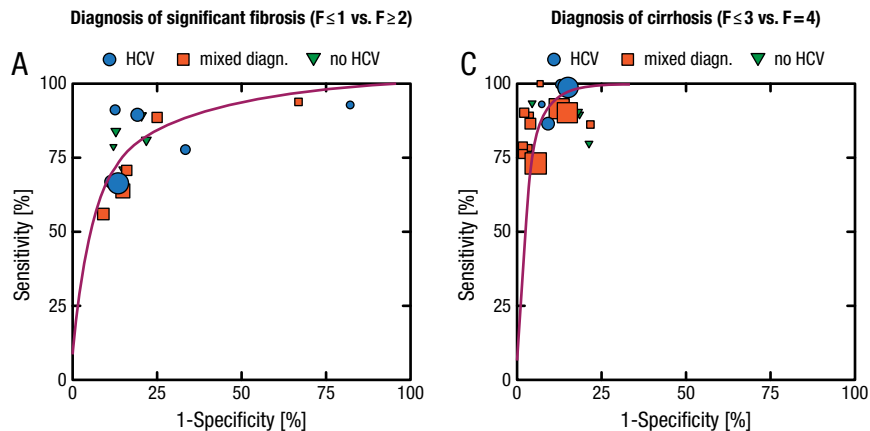 Diagnosis of significant fibrosis (F ≤ 1 vs. F ≥ 2)
HCV mixed diagn. no HCV
A
100
75
50
25
0
Sensitivity [%]
0 25 50 75 100
1-Specificity [%]
Diagnosis of cirrhosis (F ≤ 3 vs. F = 4)
HCV mixed diagn. no HCV
C
100
75
50
25
0
Sensitivity [%]
0 25 50 75 100
1-Specificity [%]